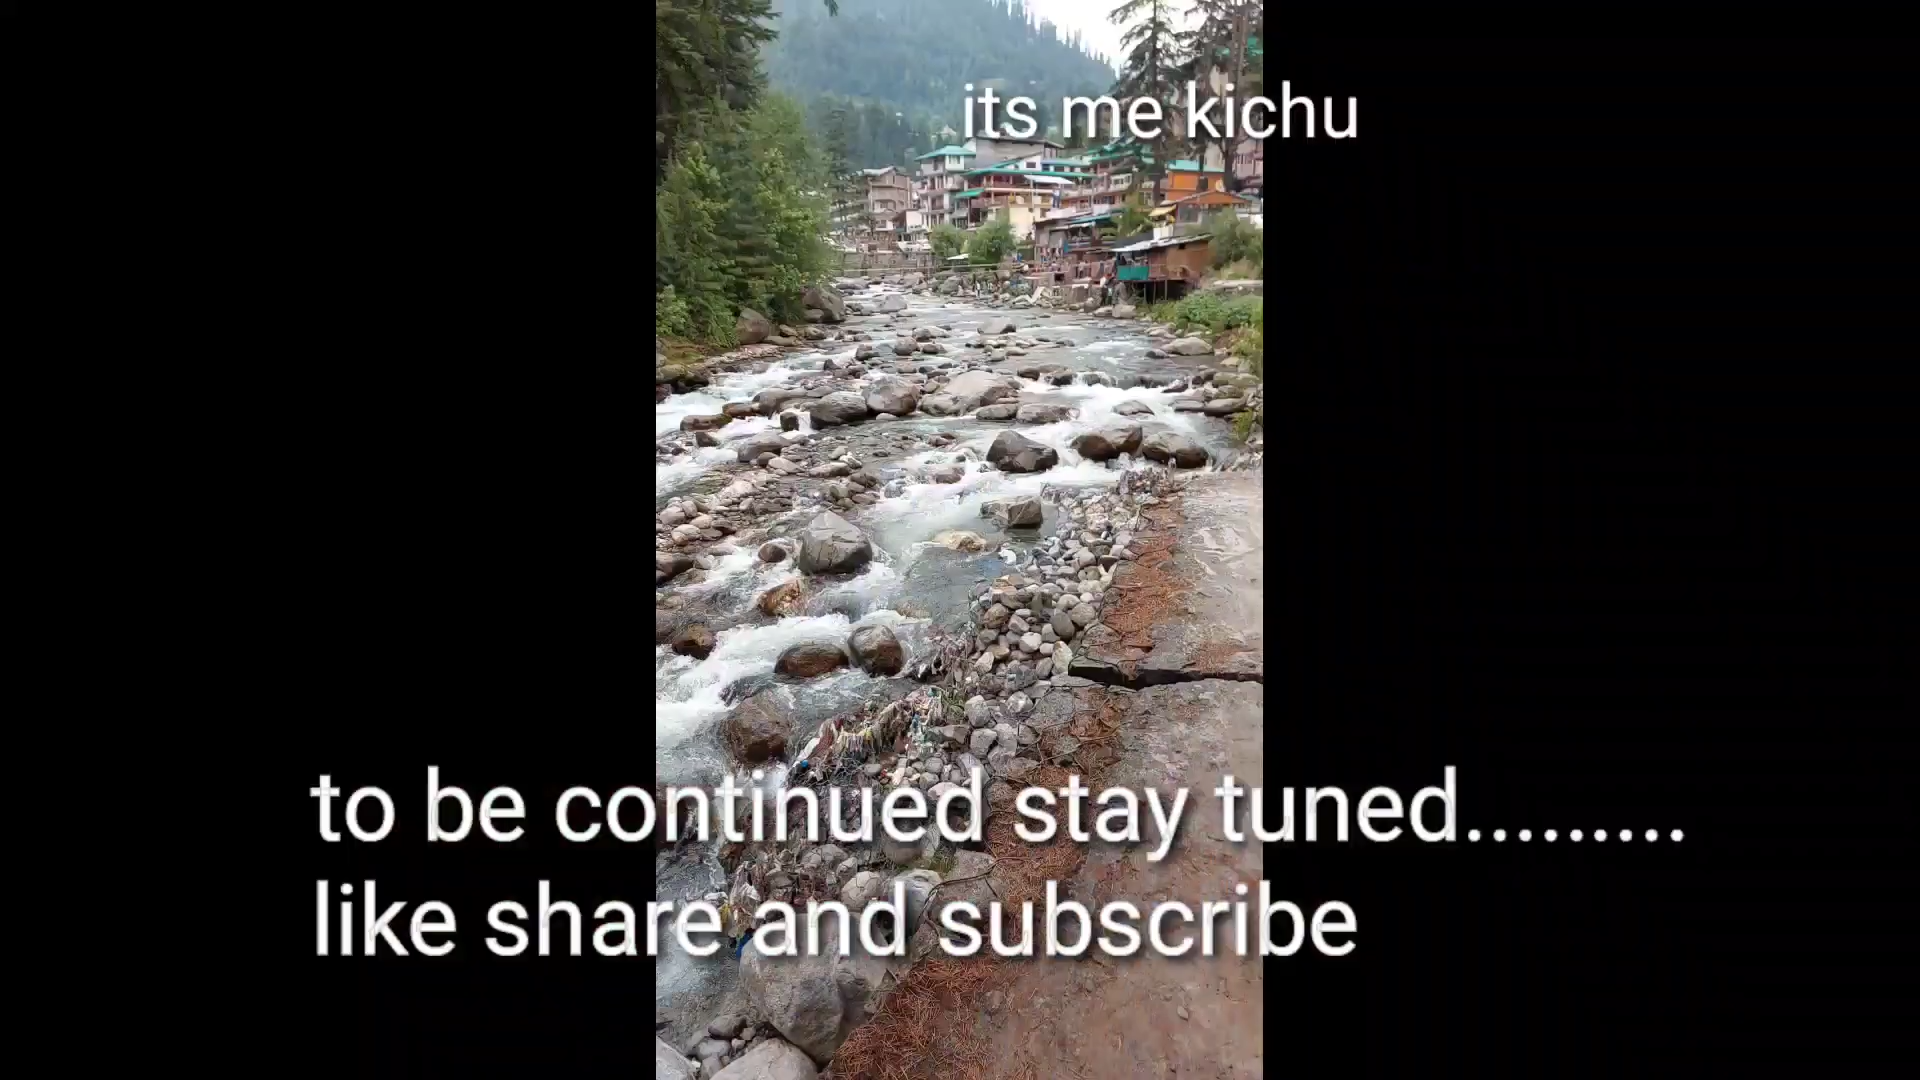 its me kichu
to be continued stay tuned.........
like share and subscribe